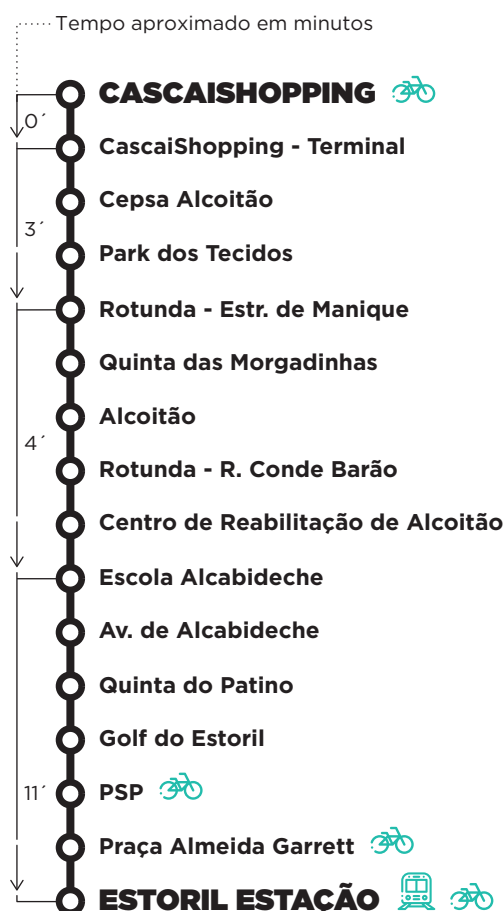 Tempo aproximado em minutos
CASCAISHOPPING
0´
CascaiShopping - Terminal
Cepsa Alcoitão
3´
Park dos Tecidos
Rotunda - Estr. de Manique
Quinta das Morgadinhas
Alcoitão
4´
Rotunda - R. Conde Barão
Centro de Reabilitação de Alcoitão
Escola Alcabideche
Av. de Alcabideche
Quinta do Patino
Golf do Estoril
11´
PSP
Praça Almeida Garrett
ESTORIL ESTAÇÃO